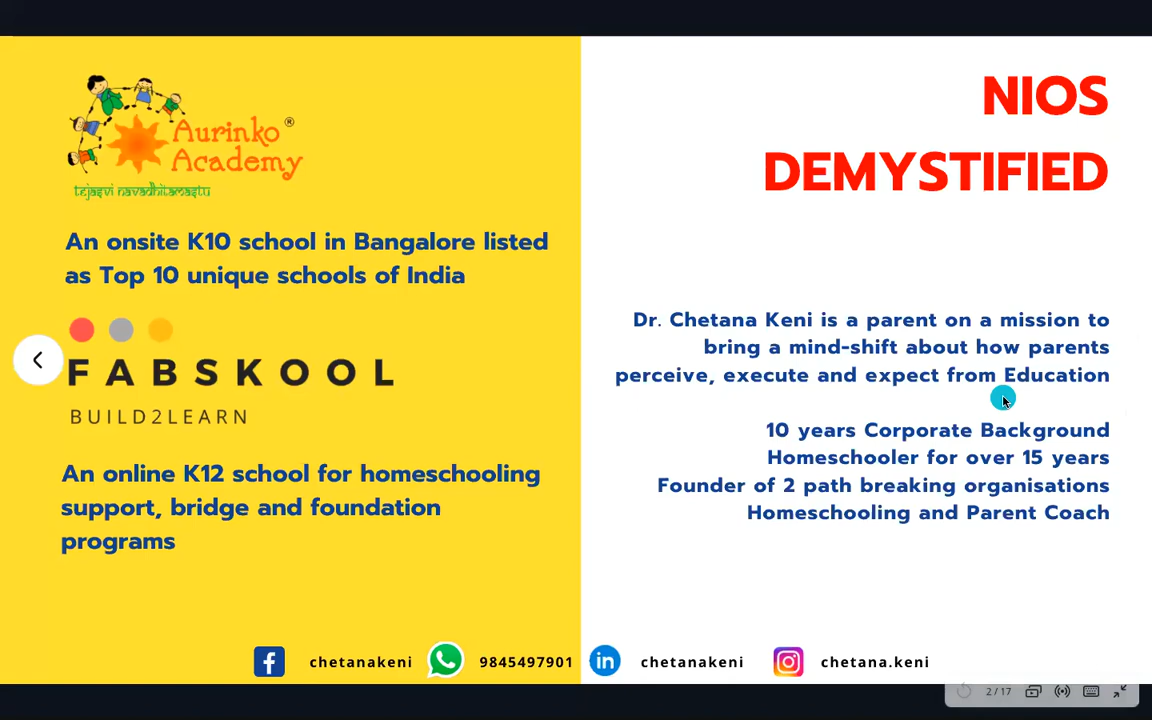 Aurinko ®
Academy
tejasvi navadhitamastu
An onsite K10 school in Bangalore listed
as Top 10 unique schools of India
FABSKOOL
BUILD2LEARN
An online K12 school for homeschooling
support, bridge and foundation
programs
NIOS
DEMYSTIFIED
Dr. Chetana Keni is a parent on a mission to
bring a mind-shift about how parents
perceive, execute and expect from Education
10 years Corporate Background
Homeschooler for over 15 years
Founder of 2 path breaking organisations
Homeschooling and Parent Coach
chetanakeni 9845497901 chetanakeni chetana.keni
2/17